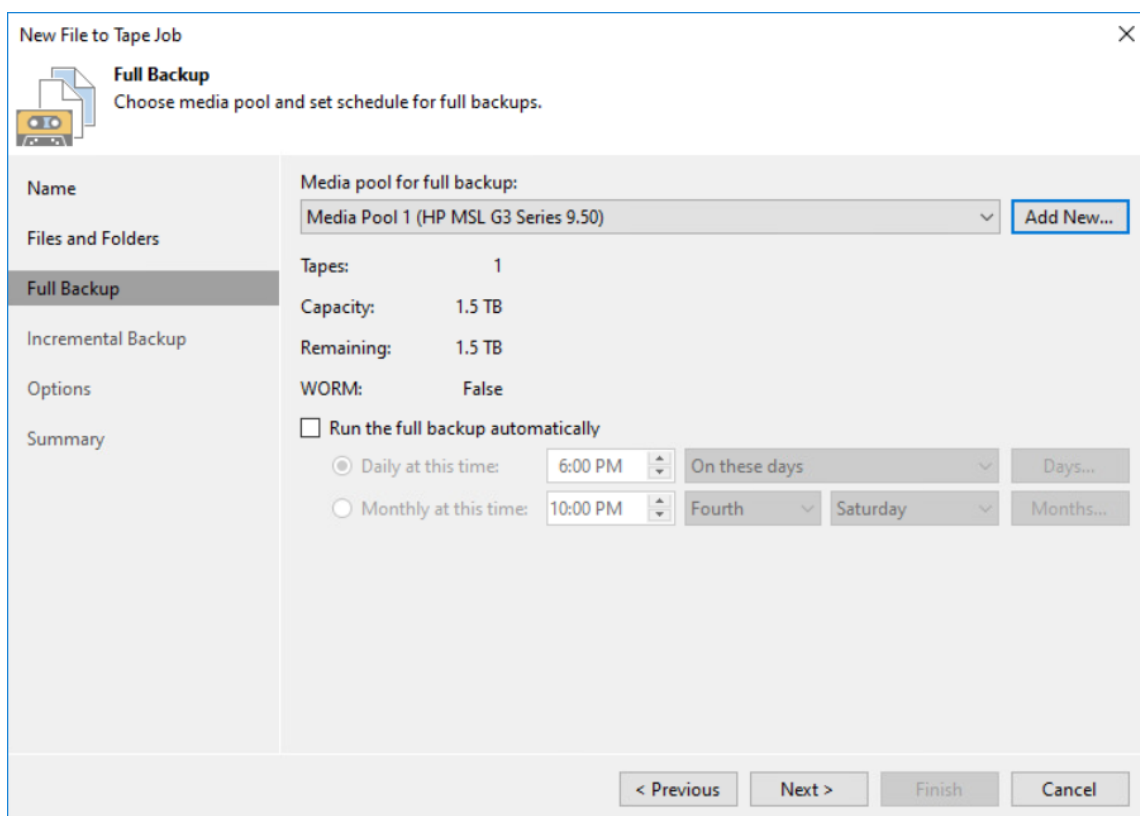 New File to Tape Job
Full Backup
Choose media pool and set schedule for full backups.
Name
Files and Folders
Full Backup
Incremental Backup
Options
Summary
Media pool for full backup:
Media Pool 1 (HP MSL G3 Series 9.50) Add New...
Tapes: 1
Capacity: 1.5 TB
Remaining: 1.5 TB
WORM: False
Run the full backup automatically
Daily at this time: 6:00 PM On these days Days...
Monthly at this time: 10:00 PM Fourth Saturday Months...
< Previous Next > Finish Cancel